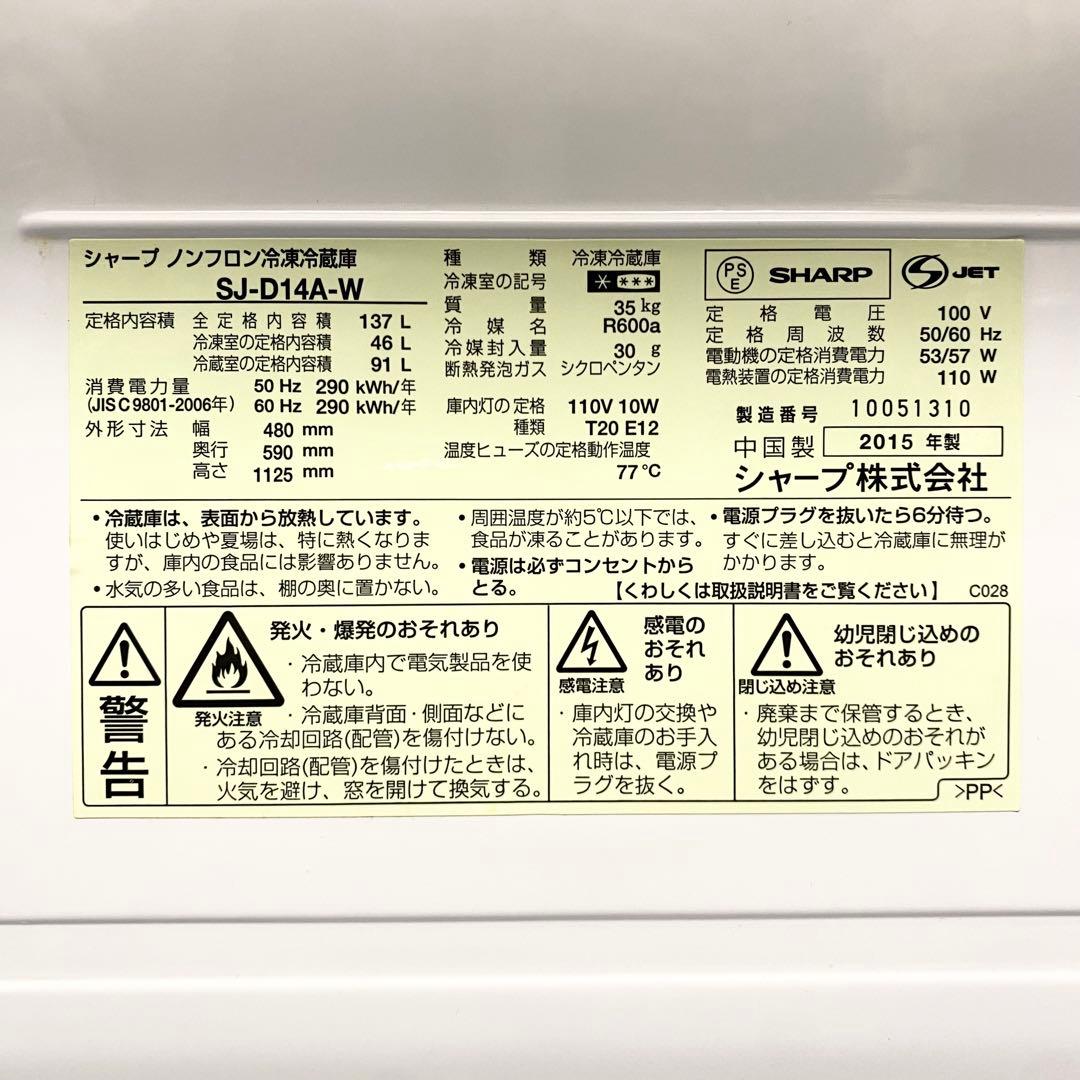 シャープ ノンフロン冷凍冷蔵庫
SJ-D14A-W
定格内容積 全定格内容積 137 L
冷凍室の定格内容積 46 L
冷蔵室の定格内容積 91 L
消費電力量 50 Hz 290 kWh/年
(JIS C 9801-2006年) 60 Hz 290 kWh/年
外形寸法 幅 480 mm
奥行 590 mm
高さ 1125 mm
種類 冷凍冷蔵庫
冷凍室の記号 * ***
質量 35 kg
冷媒名 R600a
冷媒封入量 30 g
断熱発泡ガス シクロペンタン
庫内灯の定格 110V 10W
種類 T20 E12
温度ヒューズの定格動作温度
77 ℃
PS
E
SHARP
S JET
定格電圧 100 V
定格周波数 50/60 Hz
電動機の定格消費電力 53/57 W
電熱装置の定格消費電力 110 W
製造番号 10051310
中国製 2015 年製
シャープ株式会社
・冷蔵庫は、表面から放熱しています。
使いはじめや夏場は、特に熱くなりま
すが、庫内の食品には影響ありません。
・水気の多い食品は、棚の奥に置かない。
・周囲温度が約5℃以下では、
食品が凍ることがあります。
・電源は必ずコンセントから
とる。
・電源プラグを抜いたら6分待つ。
すぐに差し込むと冷蔵庫に無理が
かかります。
【くわしくは取扱説明書をご覧ください】 C028
警告
発火注意
発火・爆発のおそれあり
・冷蔵庫内で電気製品を使
わない。
・冷蔵庫背面・側面などに
ある冷却回路(配管)を傷付けない。
・冷却回路(配管)を傷付けたときは、
火気を避け、窓を開けて換気する。
感電注意
感電の
おそれ
あり
・庫内灯の交換や
冷蔵庫のお手入
れ時は、電源プ
ラグを抜く。
閉じ込め注意
幼児閉じ込めの
おそれあり
・廃棄まで保管するとき、
幼児閉じ込めのおそれが
ある場合は、ドアパッキン
をはずす。
>PP<